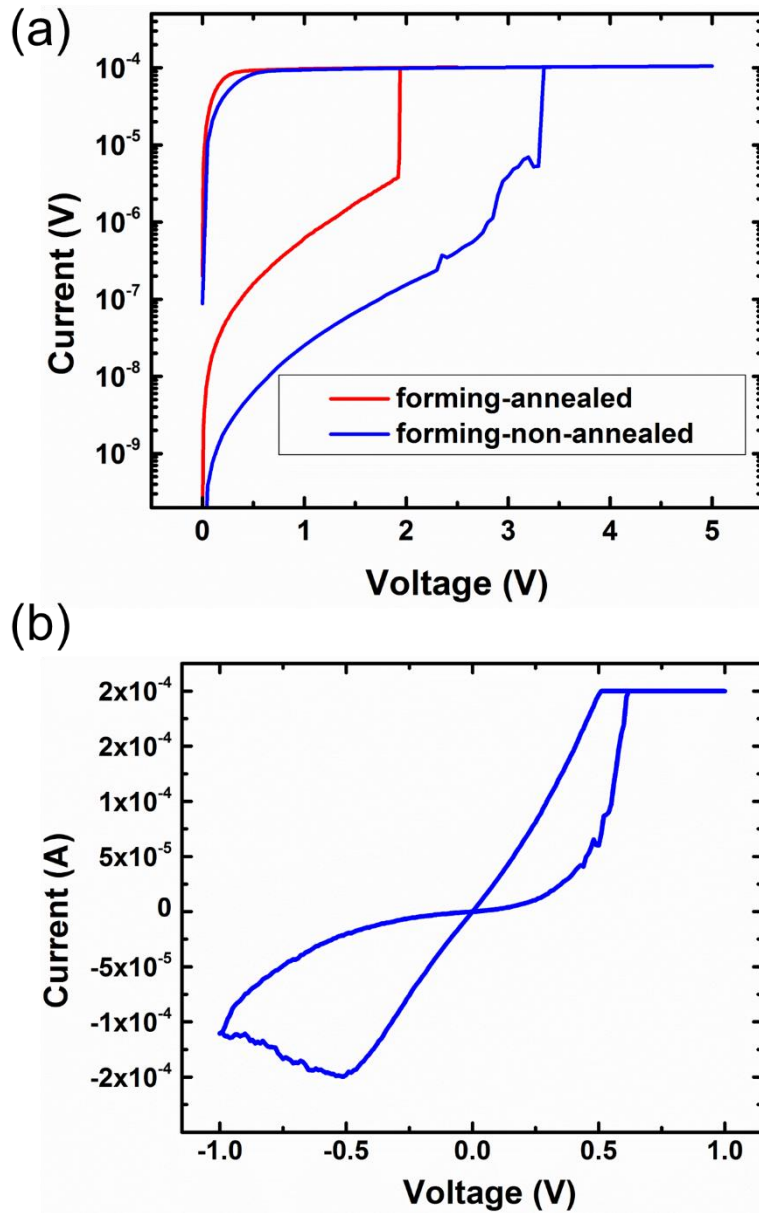 (a)
10⁻⁴
10⁻⁵
10⁻⁶
10⁻⁷
10⁻⁸
10⁻⁹
Current (V)
forming-annealed
forming-non-annealed
0 1 2 3 4 5
Voltage (V)
(b)
2x10⁻⁴
2x10⁻⁴
1x10⁻⁴
5x10⁻⁵
0
-5x10⁻⁵
-1x10⁻⁴
-2x10⁻⁴
Current (A)
-1.0 -0.5 0.0 0.5 1.0
Voltage (V)